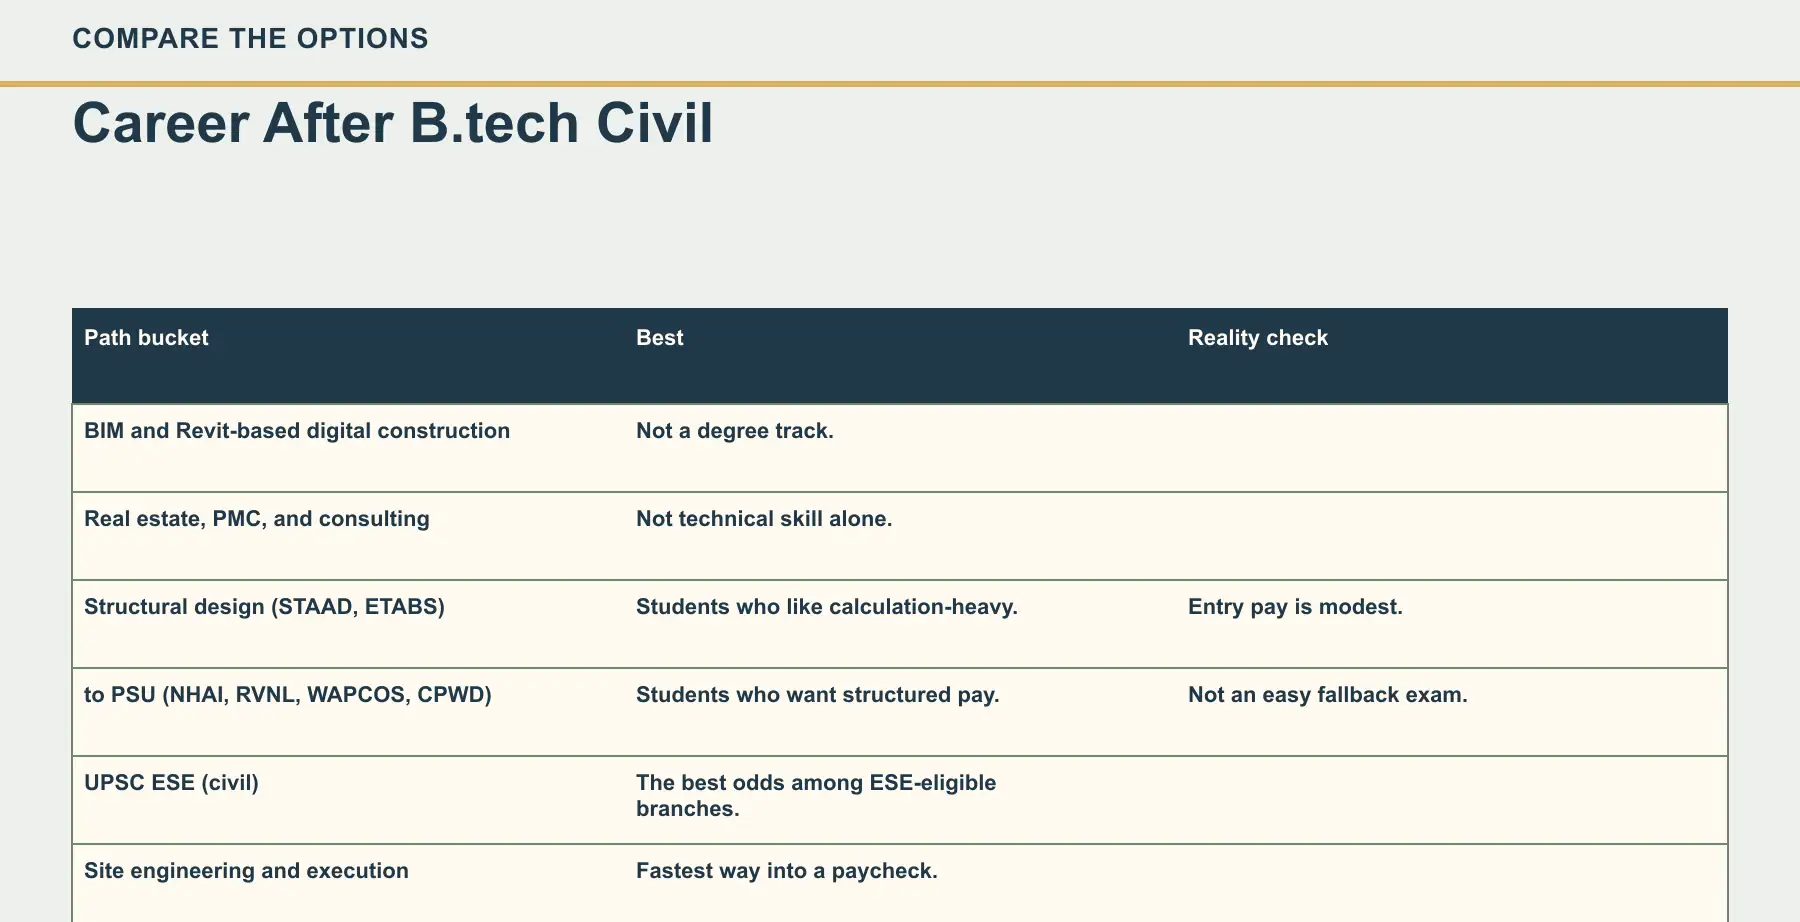 COMPARE THE OPTIONS
Career After B.tech Civil
Path bucket Best Reality check
BIM and Revit-based digital construction Not a degree track.
Real estate, PMC, and consulting Not technical skill alone.
Structural design (STAAD, ETABS) Students who like calculation-heavy. Entry pay is modest.
to PSU (NHAI, RVNL, WAPCOS, CPWD) Students who want structured pay. Not an easy fallback exam.
UPSC ESE (civil) The best odds among ESE-eligible
branches.
Site engineering and execution Fastest way into a paycheck.